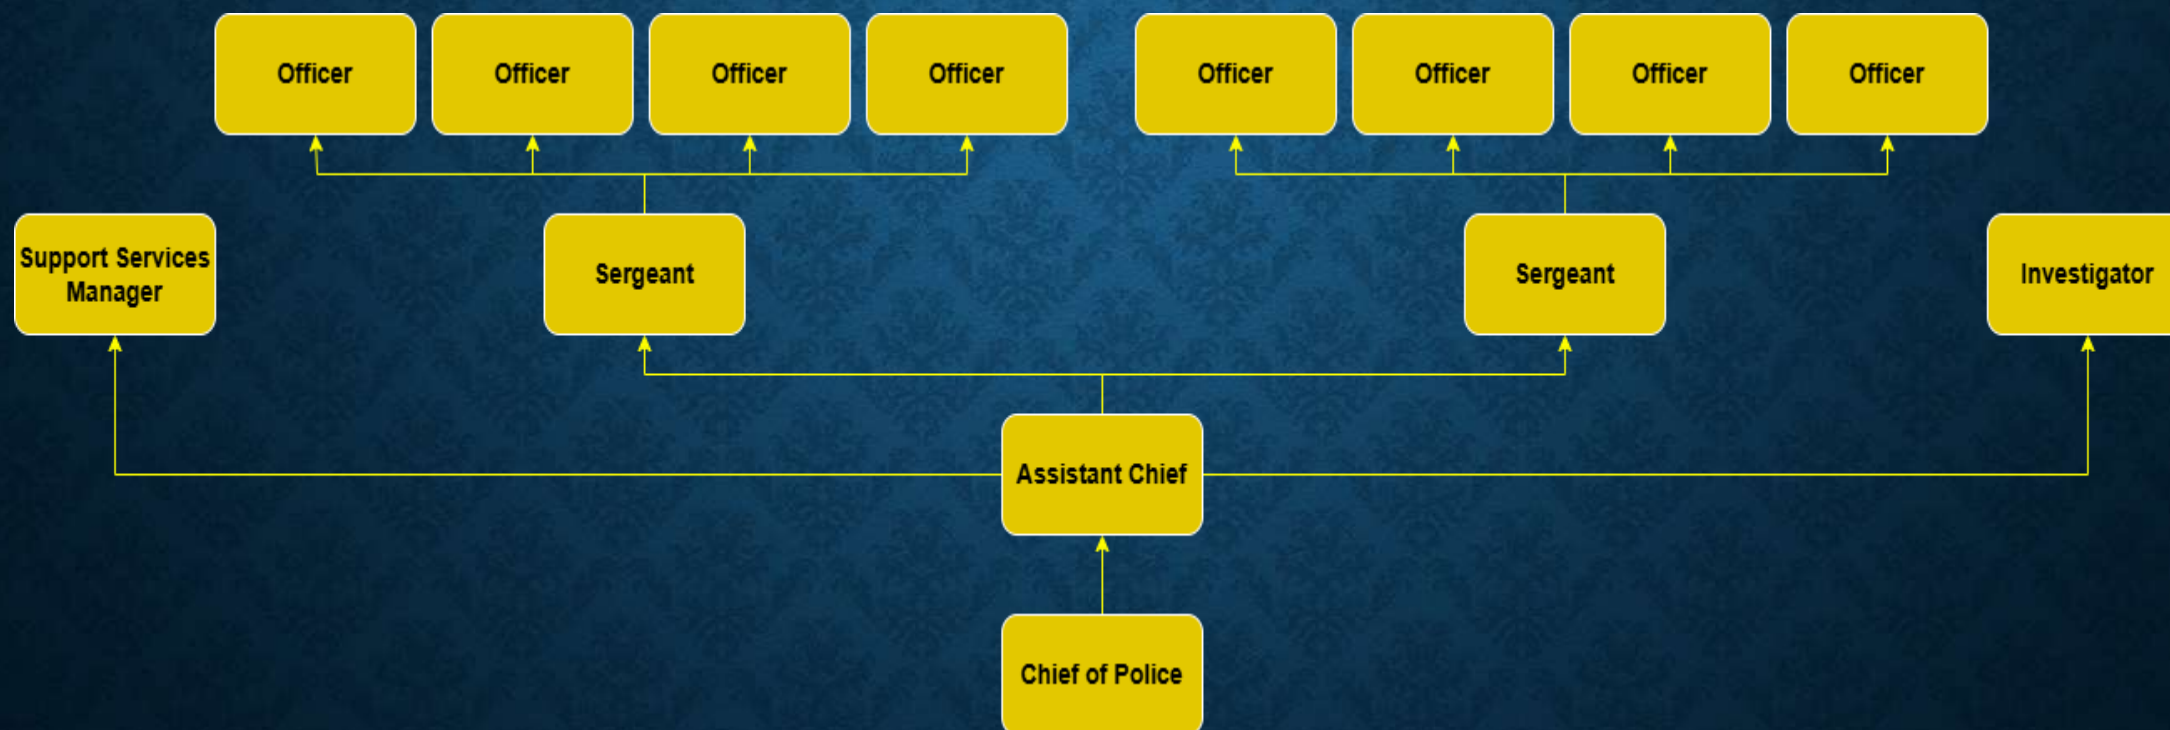 Officer
Officer
Officer
Officer
Officer
Officer
Officer
Officer
Support Services
Manager
Sergeant
Sergeant
Investigator
Assistant Chief
Chief of Police